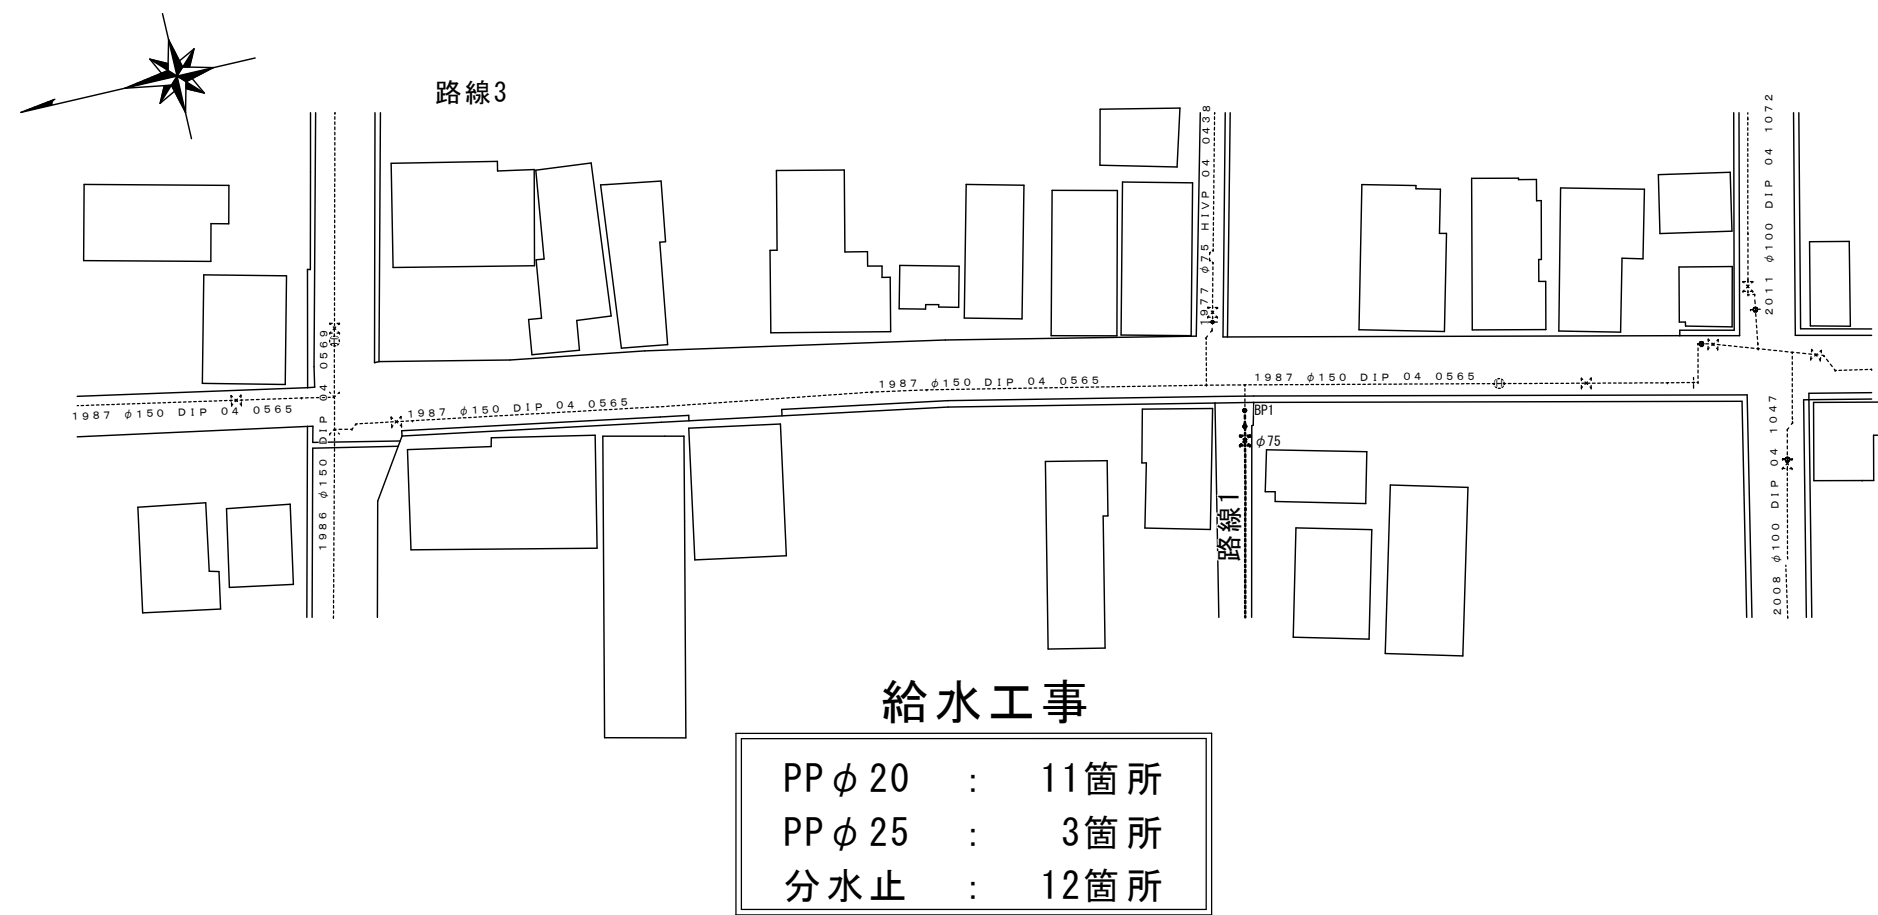 路線3
1977 φ75 HIVP 04 0438
2011 φ100 DIP 04 1072
1986 φ150 DIP 04 0569
1987 φ150 DIP 04 0565
1987 φ150 DIP 04 0565
1987 φ150 DIP 04 0565
1987 φ150 DIP 04 0565
BP1
φ75
路線1
2008 φ100 DIP 04 1047
給水工事
PPφ20 : 11箇所
PPφ25 : 3箇所
分水止 : 12箇所